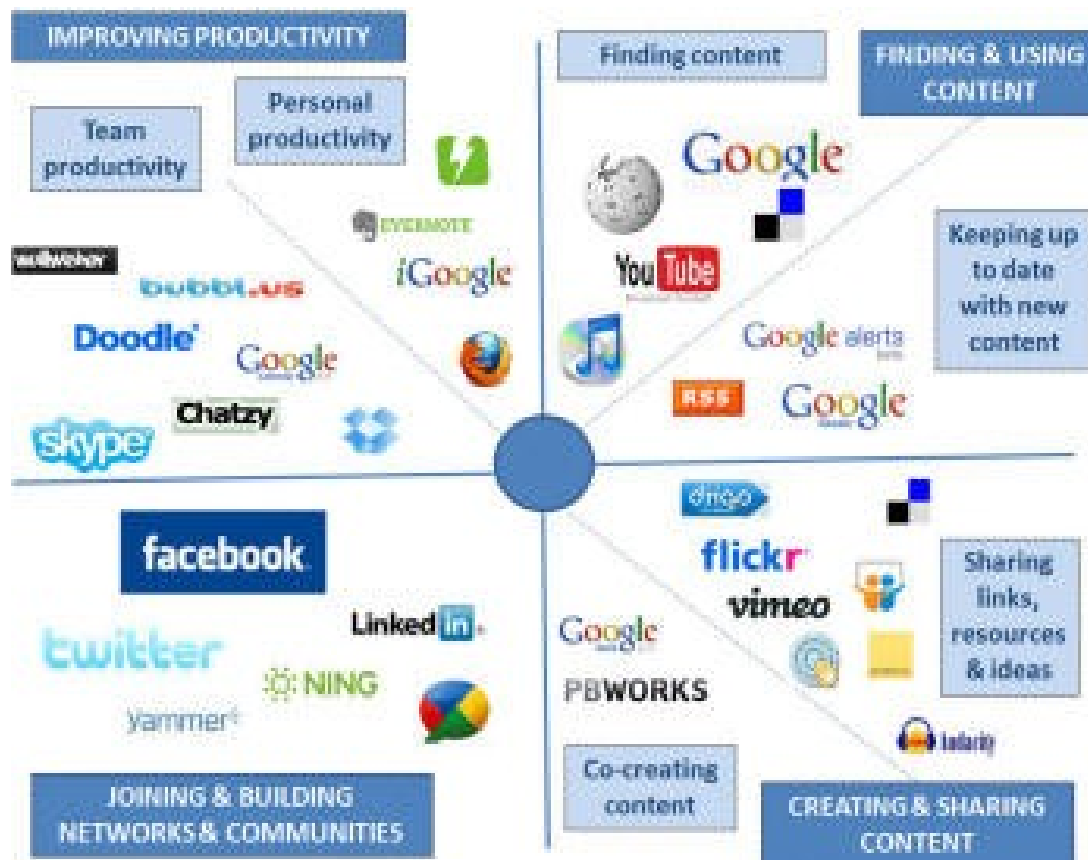 IMPROVING PRODUCTIVITY
Team
productivity
Personal
productivity
EVERNOTE
iGoogle
wallwisher
bubbl.us
Doodle
Google
Chatzy
skype
Finding content
FINDING & USING
CONTENT
Google
You Tube
Keeping up
to date
with new
content
Google alerts
RSS
Google
facebook
Linked in
twitter
NING
yammer
JOINING & BUILDING
NETWORKS & COMMUNITIES
diigo
flickr
vimeo
Sharing
links,
resources
& ideas
Google
PBWORKS
Audacity
Co-creating
content
CREATING & SHARING
CONTENT